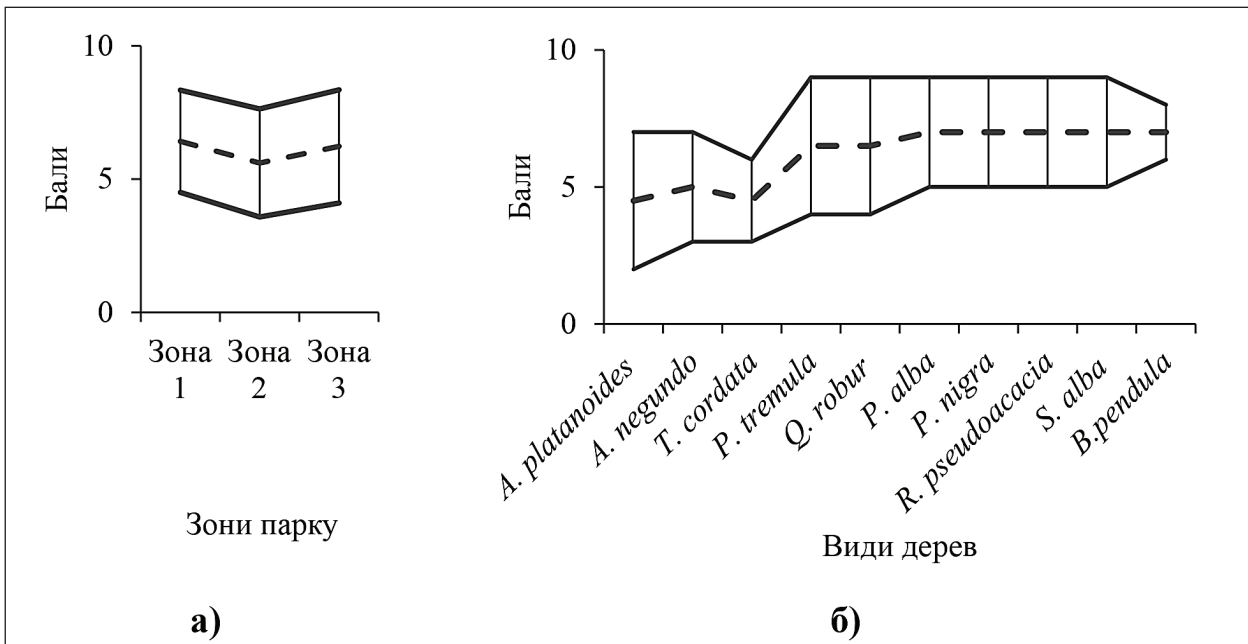 10
5
0
Бали
Зона 1
Зона 2
Зона 3
Зони парку
а)
10
5
0
Бали
A. platanoides
A. negundo
T. cordata
P. tremula
Q. robur
P. alba
P. nigra
R. pseudoacacia
S. alba
B.pendula
Види дерев
б)